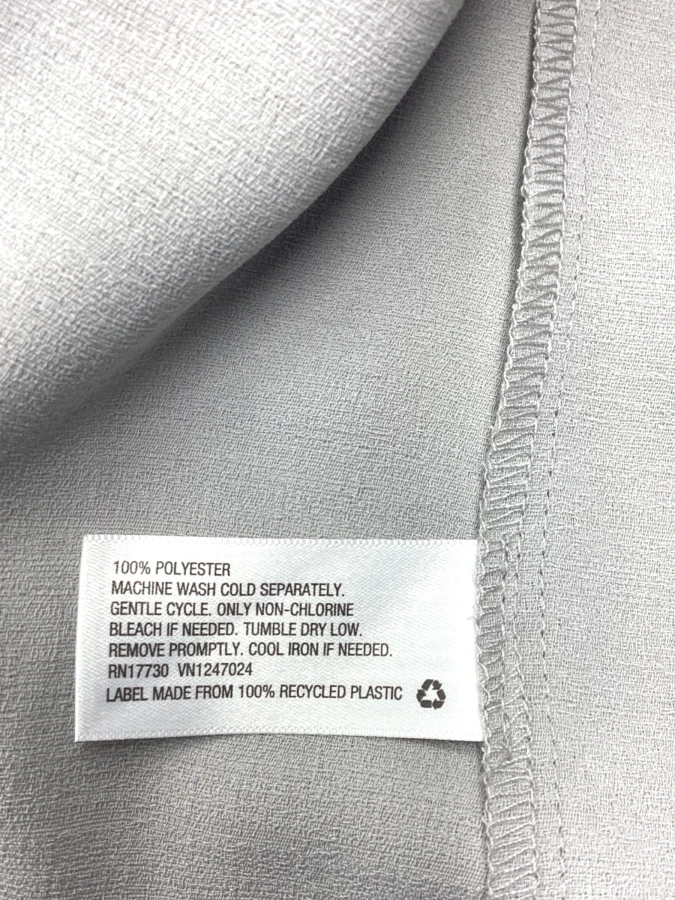 100% POLYESTER
MACHINE WASH COLD SEPARATELY.
GENTLE CYCLE. ONLY NON-CHLORINE
BLEACH IF NEEDED. TUMBLE DRY LOW.
REMOVE PROMPTLY. COOL IRON IF NEEDED.
RN17730 VN1247024
LABEL MADE FROM 100% RECYCLED PLASTIC